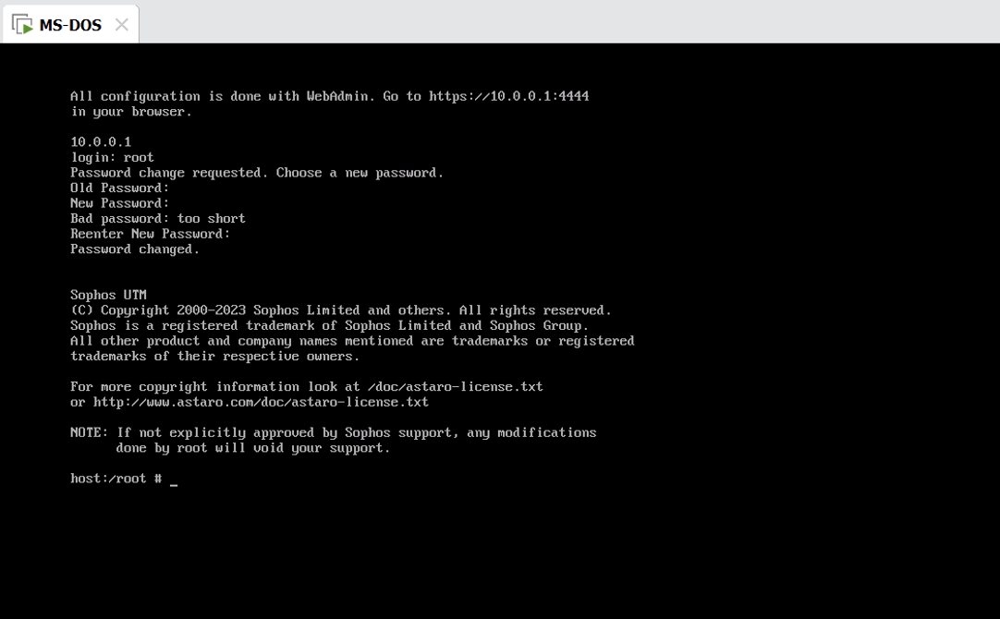 MS-DOS
All configuration is done with WebAdmin. Go to https://10.0.0.1:4444
in your browser.
10.0.0.1
login: root
Password change requested. Choose a new password.
Old Password:
New Password:
Bad password: too short
Reenter New Password:
Password changed.
Sophos UTM
(C) Copyright 2000-2023 Sophos Limited and others. All rights reserved.
Sophos is a registered trademark of Sophos Limited and Sophos Group.
All other product and company names mentioned are trademarks or registered
trademarks of their respective owners.
For more copyright information look at /doc/astaro-license.txt
or http://www.astaro.com/doc/astaro-license.txt
NOTE: If not explicitly approved by Sophos support, any modifications
done by root will void your support.
host:/root # _